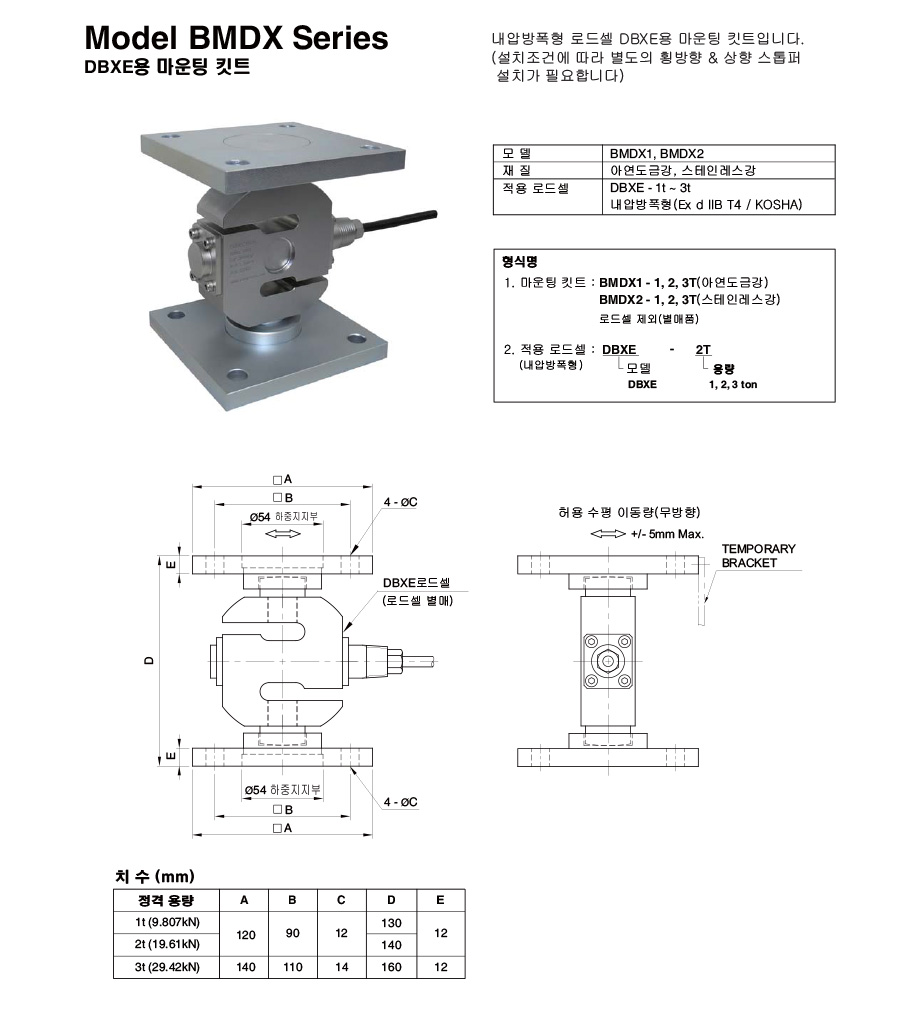 Model BMDX Series
DBXE용 마운팅 킷트
내압방폭형 로드셀 DBXE용 마운팅 킷트입니다.
(설치조건에 따라 별도의 횡방향 & 상향 스톱퍼
설치가 필요합니다)
모 델 BMDX1, BMDX2
재 질 아연도금강, 스테인레스강
적용 로드셀 DBXE - 1t ~ 3t
내압방폭형(Ex d IIB T4 / KOSHA)
형식명
1. 마운팅 킷트 : BMDX1 - 1, 2, 3T(아연도금강)
BMDX2 - 1, 2, 3T(스테인레스강)
로드셀 제외(별매품)
2. 적용 로드셀 : DBXE - 2T
(내압방폭형) 모델 용량
DBXE 1, 2, 3 ton
□A
□B
4 - ØC
Ø54 하중지지부
E
DBXE로드셀
(로드셀 별매)
D
E
Ø54 하중지지부
4 - ØC
□B
□A
허용 수평 이동량(무방향)
+/- 5mm Max.
TEMPORARY
BRACKET
치 수 (mm)
정격 용량 A B C D E
1t (9.807kN) 120 90 12 130 12
2t (19.61kN) 140
3t (29.42kN) 140 110 14 160 12